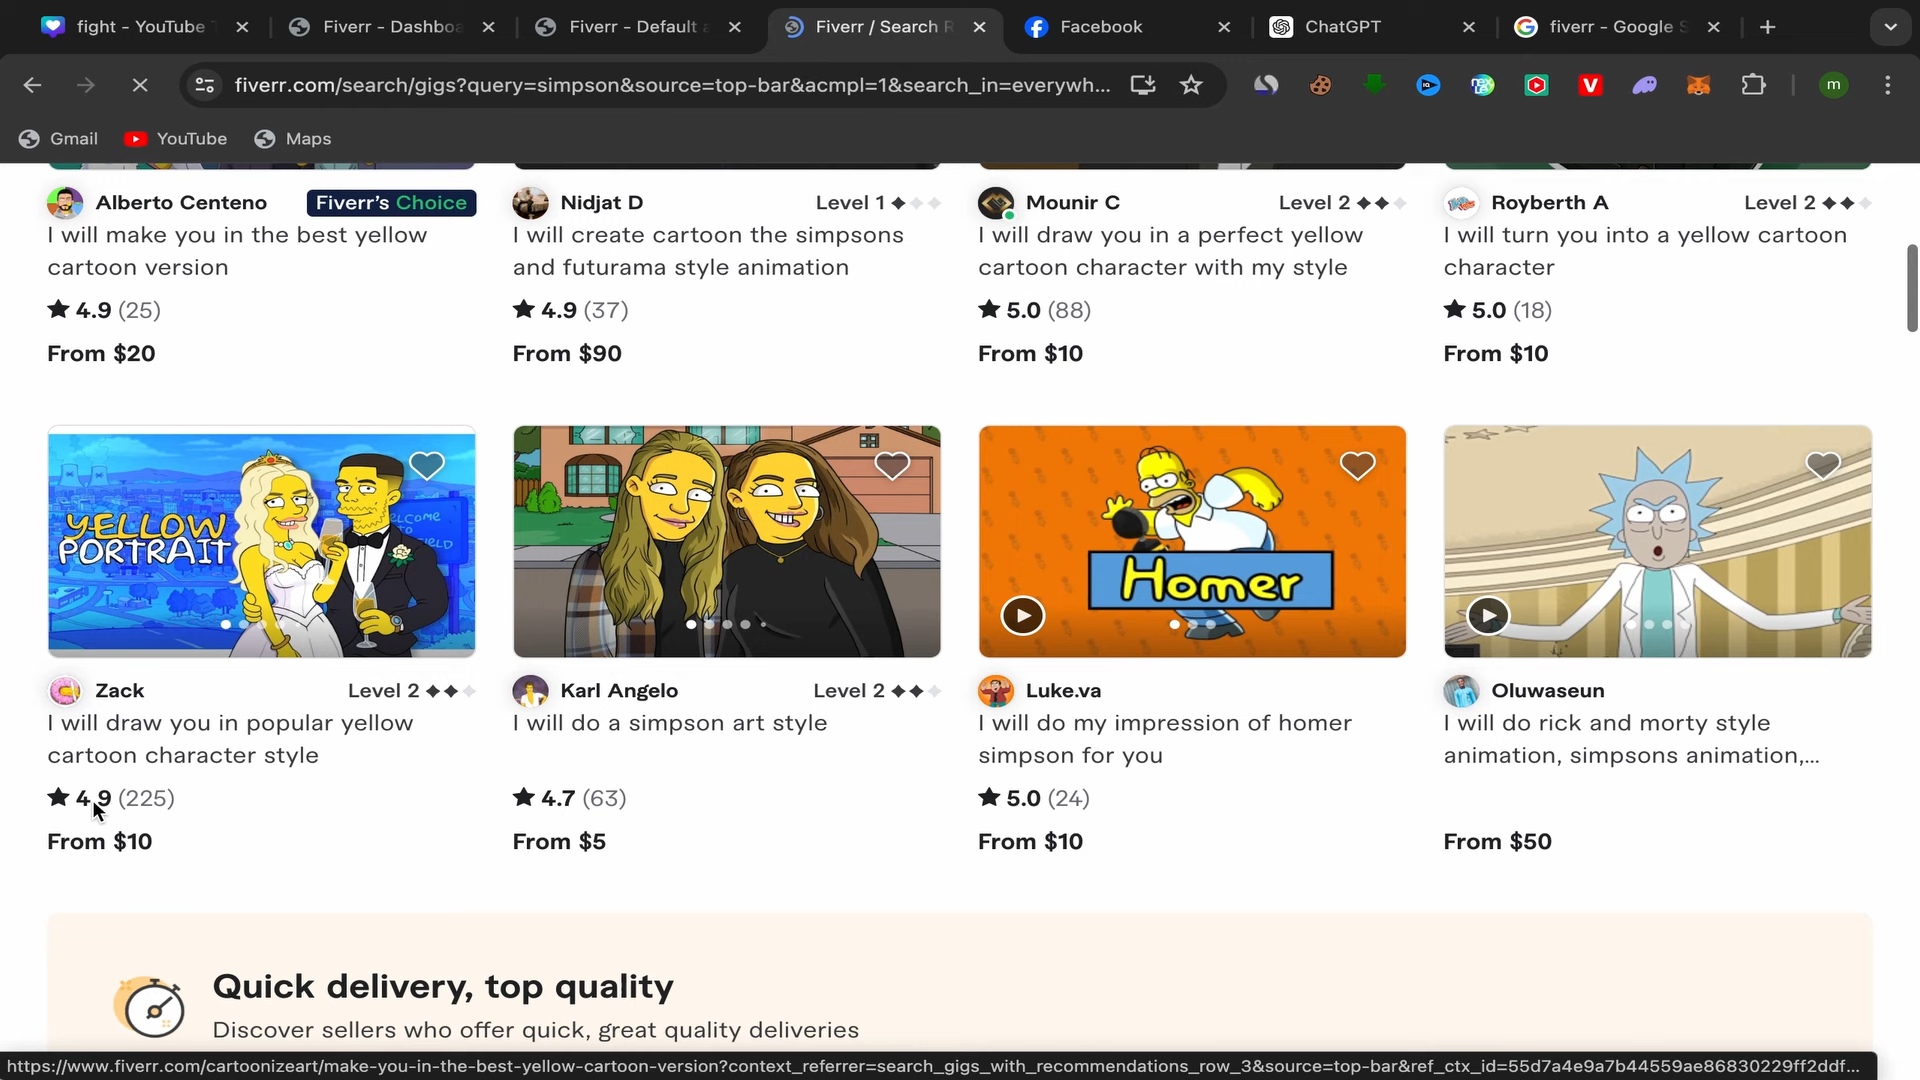 fight - YouTube
Fiverr - Dashbo
Fiverr - Default
Fiverr / Search R
Facebook
ChatGPT
fiverr - Google S
fiverr.com/search/gigs?query=simpson&source=top-bar&acmpl=1&search_in=everywh...
m
Gmail
YouTube
Maps
Alberto Centeno
Fiverr's Choice
Nidjat D
Level 1
Mounir C
Level 2
Royberth A
Level 2
I will make you in the best yellow
cartoon version
I will create cartoon the simpsons
and futurama style animation
I will draw you in a perfect yellow
cartoon character with my style
I will turn you into a yellow cartoon
character
4.9 (25)
4.9 (37)
5.0 (88)
5.0 (18)
From $20
From $90
From $10
From $10
YELLOW
PORTRAIT
Homer
Zack
Level 2
Karl Angelo
Level 2
Luke.va
Oluwaseun
I will draw you in popular yellow
cartoon character style
I will do a simpson art style
I will do my impression of homer
simpson for you
I will do rick and morty style
animation, simpsons animation,...
4.9 (225)
4.7 (63)
5.0 (24)
From $10
From $5
From $10
From $50
Quick delivery, top quality
Discover sellers who offer quick, great quality deliveries
https://www.fiverr.com/cartoonizeart/make-you-in-the-best-yellow-cartoon-version?context_referrer=search_gigs_with_recommendations_row_3&source=top-bar&ref_ctx_id=55d7a4e9a7b44559ae86830229ff2ddf...